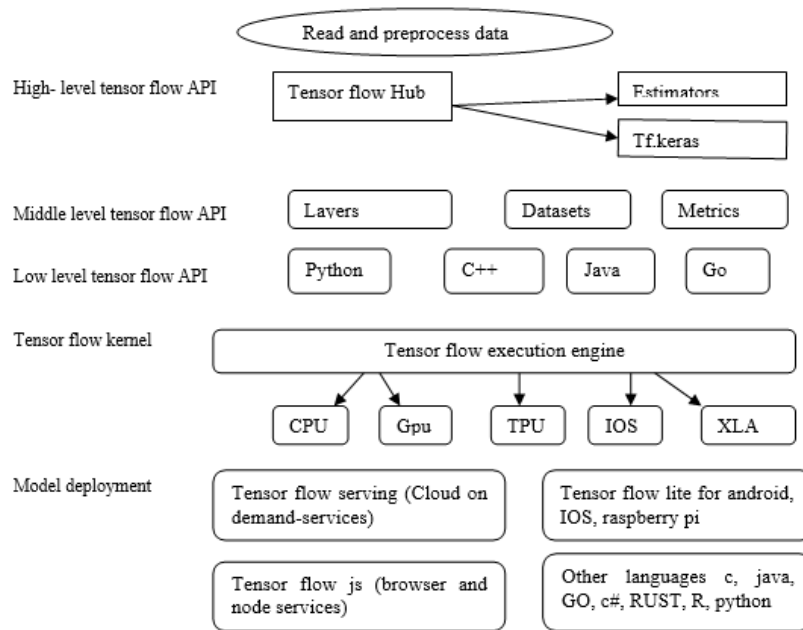 Read and preprocess data
High- level tensor flow API
Tensor flow Hub
Estimators
Tf.keras
Middle level tensor flow API
Layers
Datasets
Metrics
Low level tensor flow API
Python
C++
Java
Go
Tensor flow kernel
Tensor flow execution engine
CPU
Gpu
TPU
IOS
XLA
Model deployment
Tensor flow serving (Cloud on
demand-services)
Tensor flow lite for android,
IOS, raspberry pi
Tensor flow js (browser and
node services)
Other languages c, java,
GO, c#, RUST, R, python